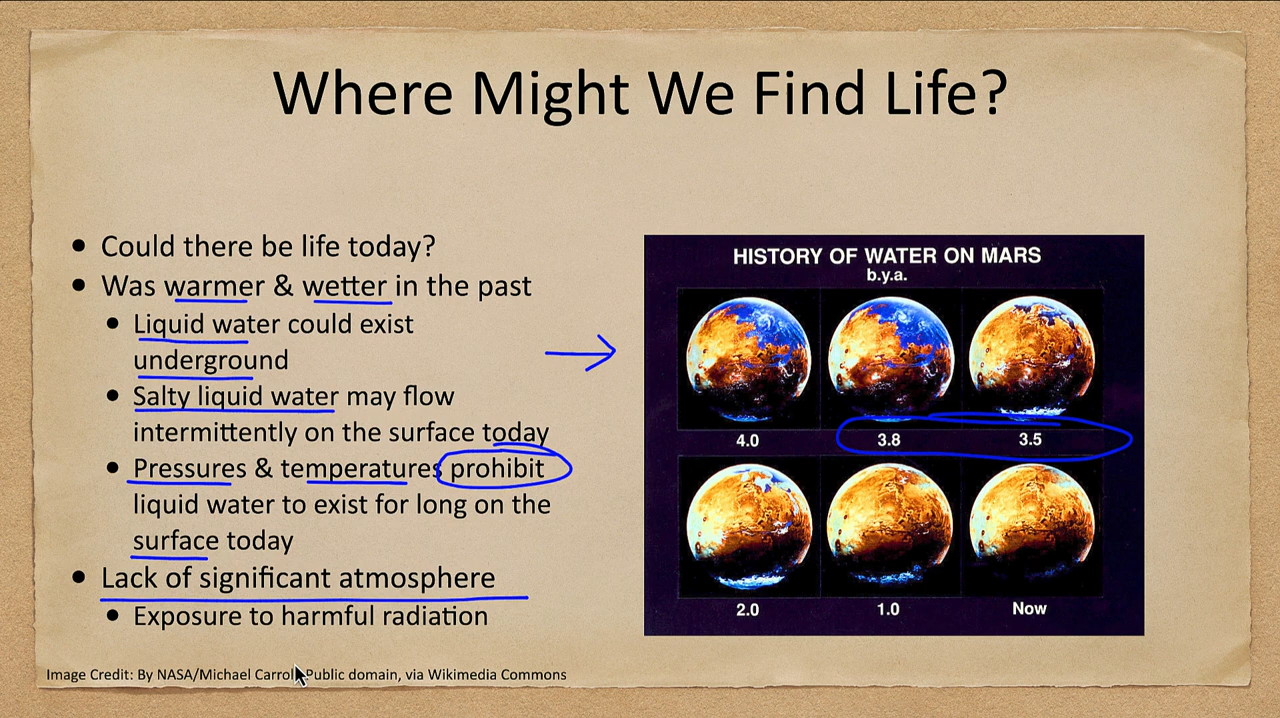 Where Might We Find Life?
• Could there be life today?
• Was warmer & wetter in the past
• Liquid water could exist
underground
• Salty liquid water may flow
intermittently on the surface today
• Pressures & temperatures prohibit
liquid water to exist for long on the
surface today
• Lack of significant atmosphere
• Exposure to harmful radiation
HISTORY OF WATER ON MARS
b.y.a.
4.0 3.8 3.5
2.0 1.0 Now
Image Credit: By NASA/Michael Carroll Public domain, via Wikimedia Commons